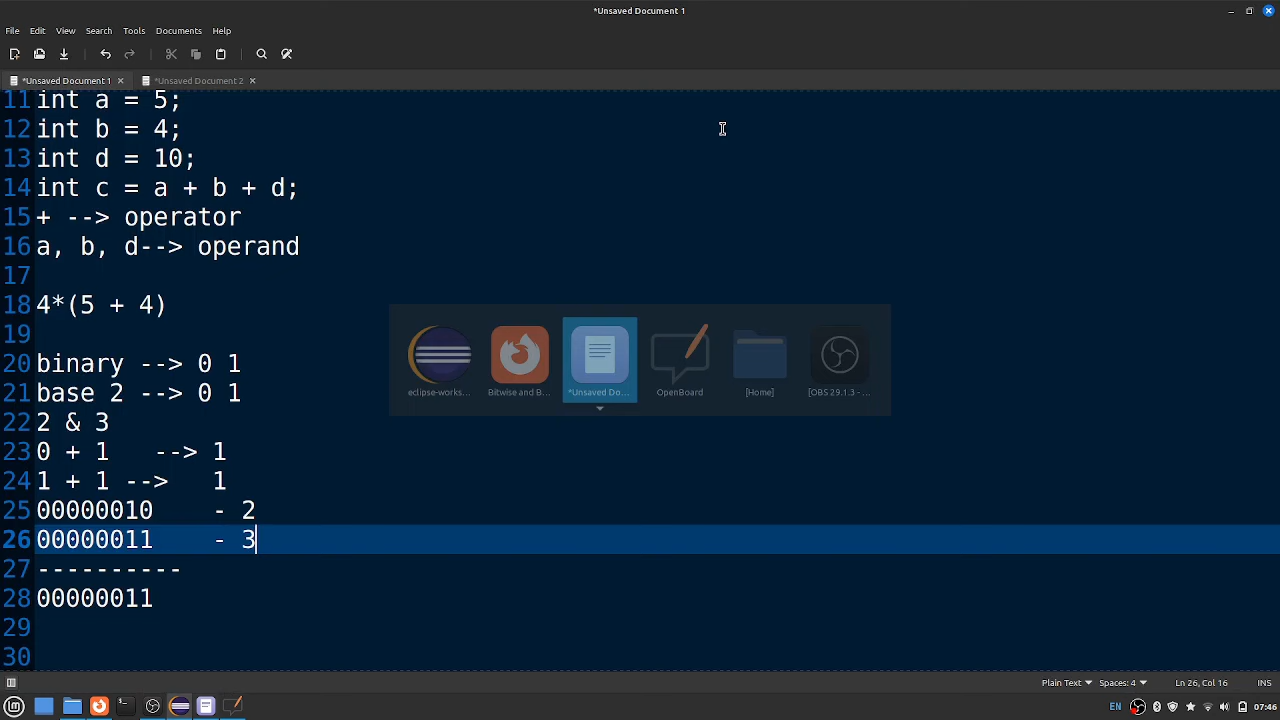 *Unsaved Document 1
File Edit View Search Tools Documents Help
*Unsaved Document 1 *Unsaved Document 2
11 int a = 5;
12 int b = 4;
13 int d = 10;
14 int c = a + b + d;
15 + --> operator
16 a, b, d--> operand
17
18 4*(5 + 4)
19
20 binary --> 0 1
21 base 2 --> 0 1
22 2 & 3
23 0 + 1   --> 1
24 1 + 1 -->   1
25 00000010    - 2
26 00000011    - 3
27 ----------
28 00000011
29
30
eclipse-works... Bitwise and B... *Unsaved Do... OpenBoard [Home] [OBS 29.1.3 - ...
Plain Text Spaces: 4 Ln 26, Col 16 INS
EN 07:46